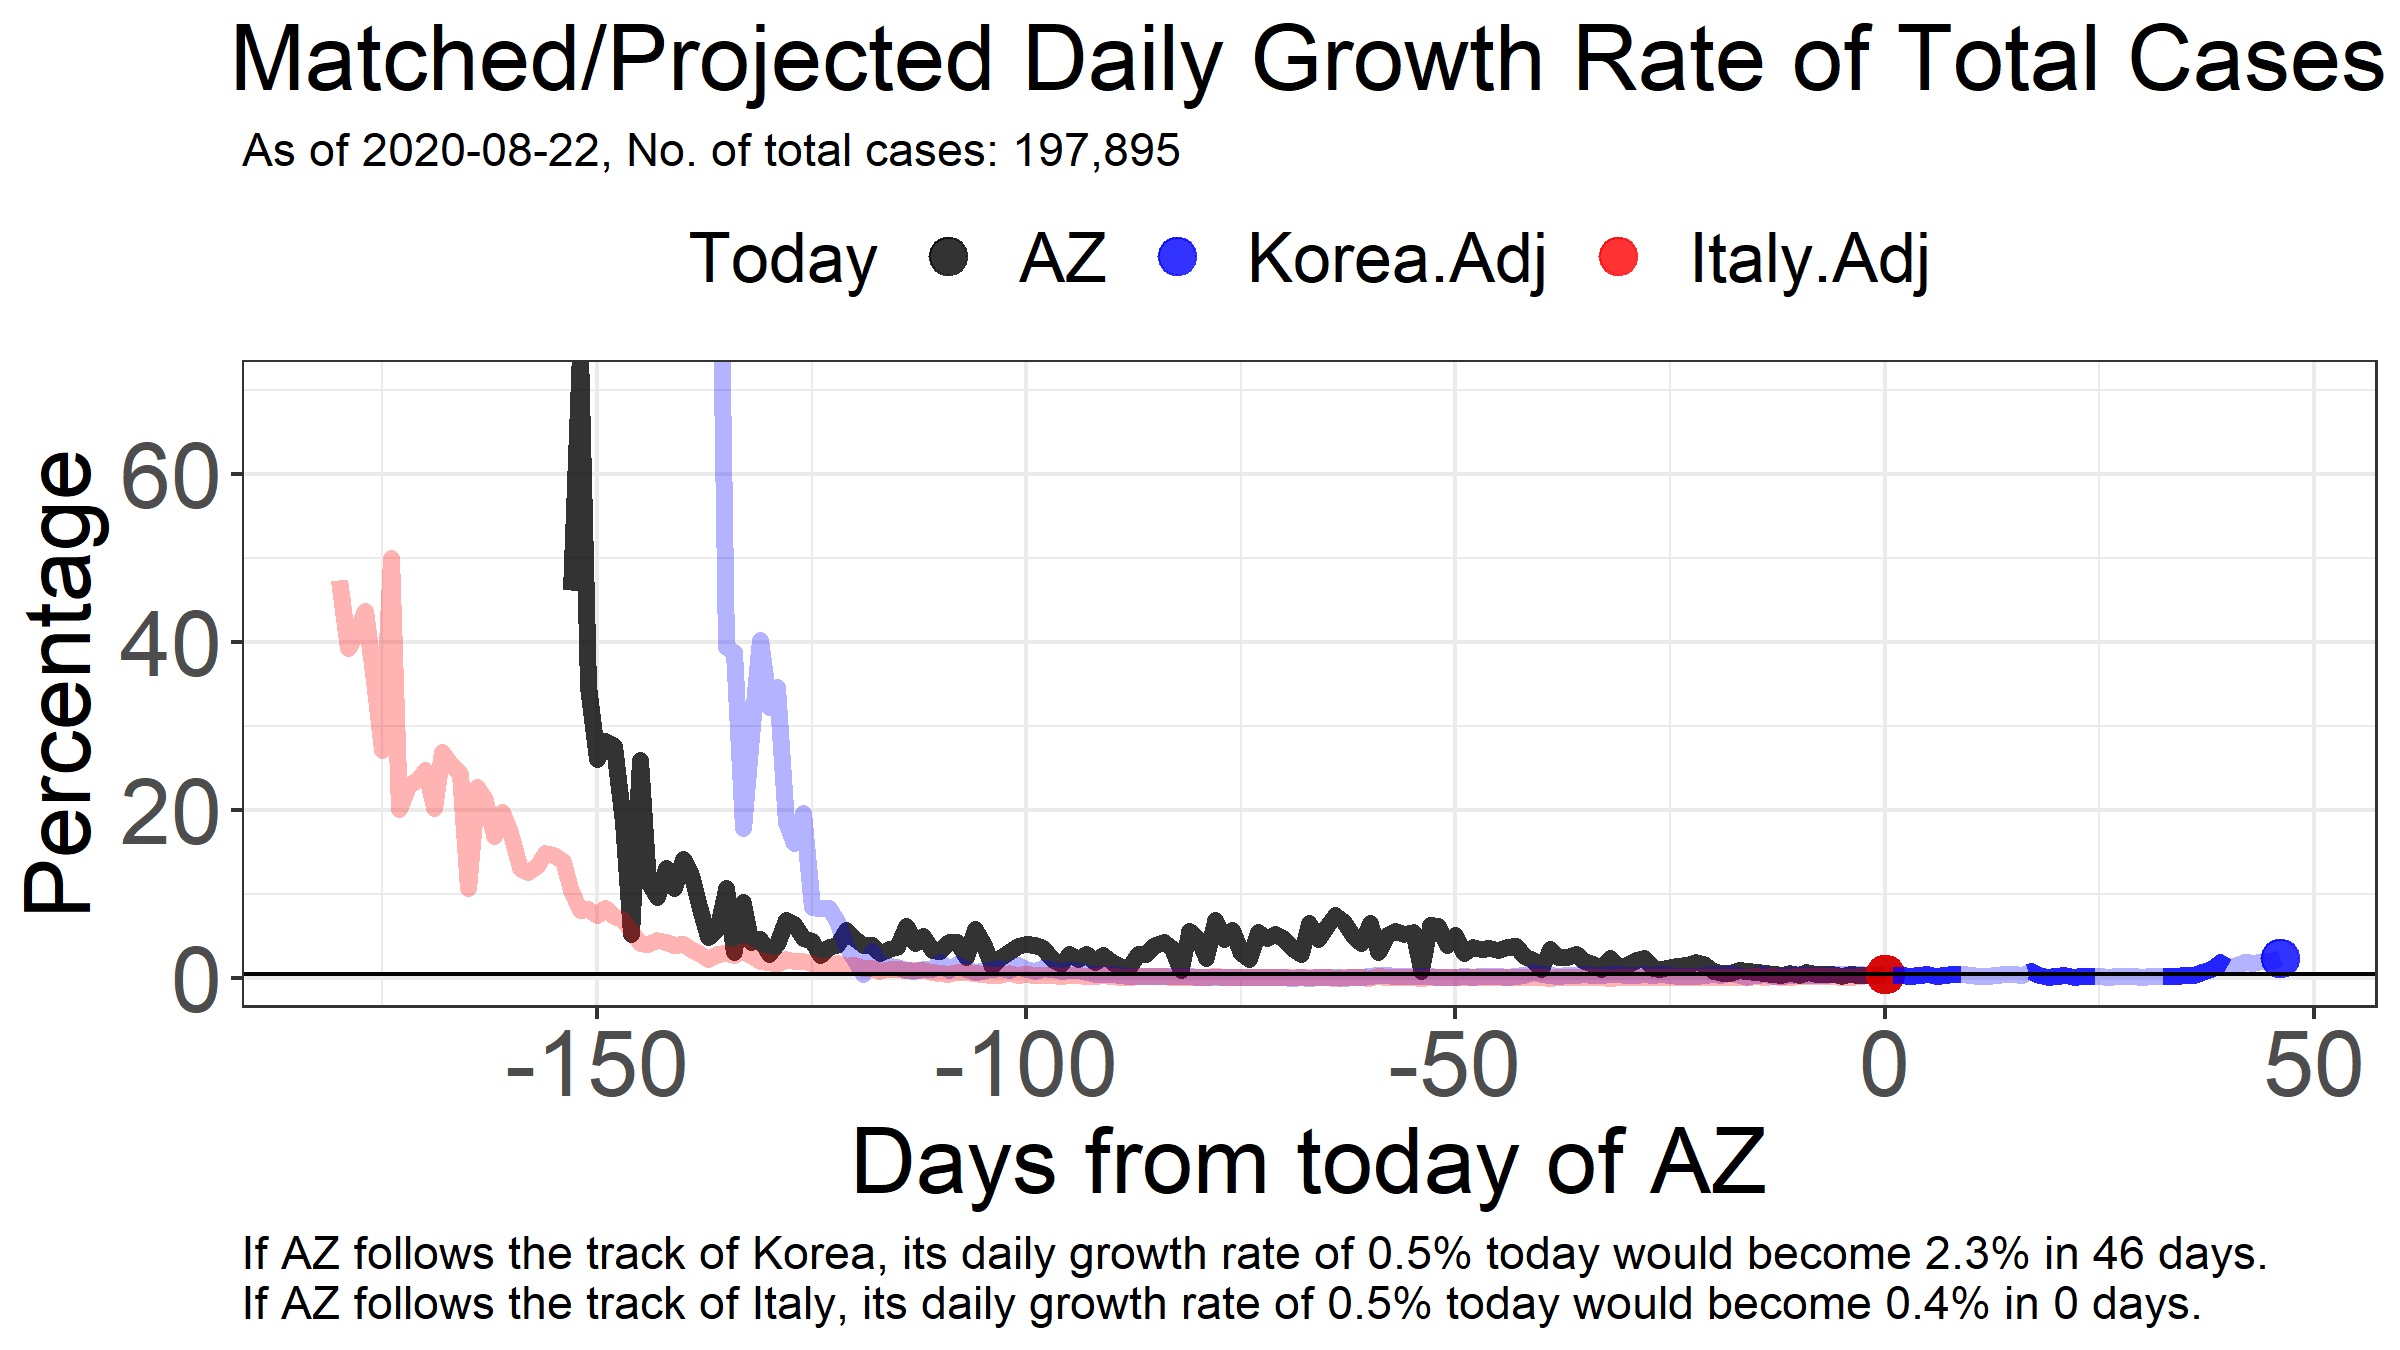 Matched/Projected Daily Growth Rate of Total Cases
As of 2020-08-22, No. of total cases: 197,895
Today AZ Korea.Adj Italy.Adj
Percentage
60
40
20
0
-150 -100 -50 0 50
Days from today of AZ
If AZ follows the track of Korea, its daily growth rate of 0.5% today would become 2.3% in 46 days.
If AZ follows the track of Italy, its daily growth rate of 0.5% today would become 0.4% in 0 days.